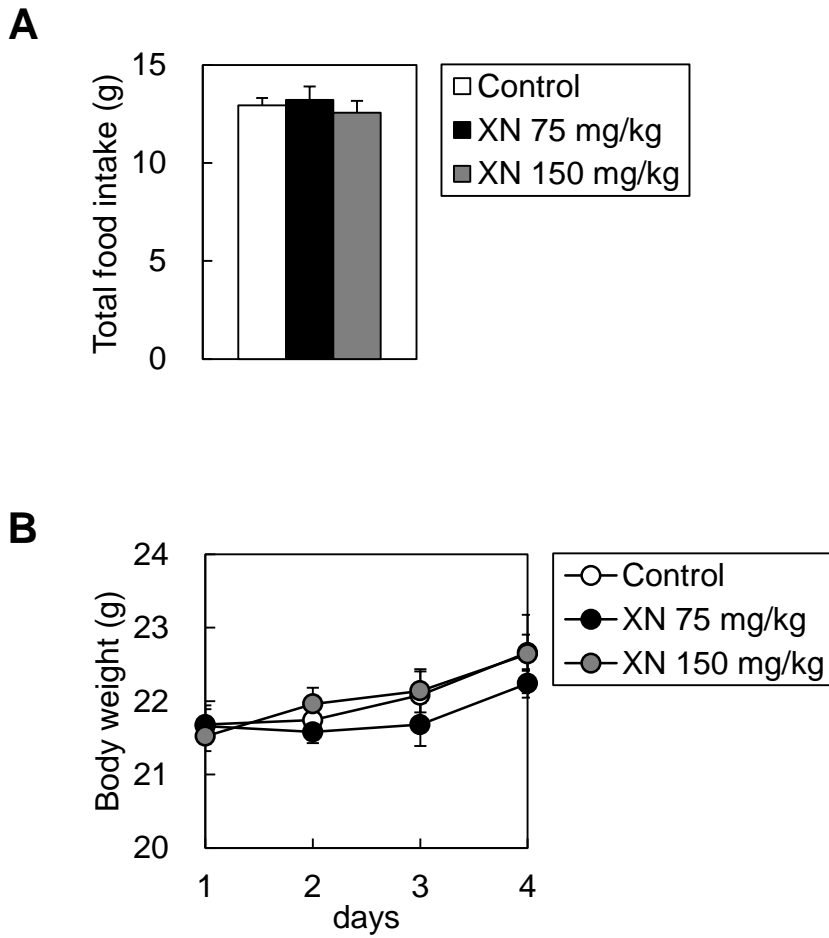 A
Total food intake (g)
15
10
5
0
Control
XN 75 mg/kg
XN 150 mg/kg
B
Body weight (g)
24
23
22
21
20
1 2 3 4
days
Control
XN 75 mg/kg
XN 150 mg/kg